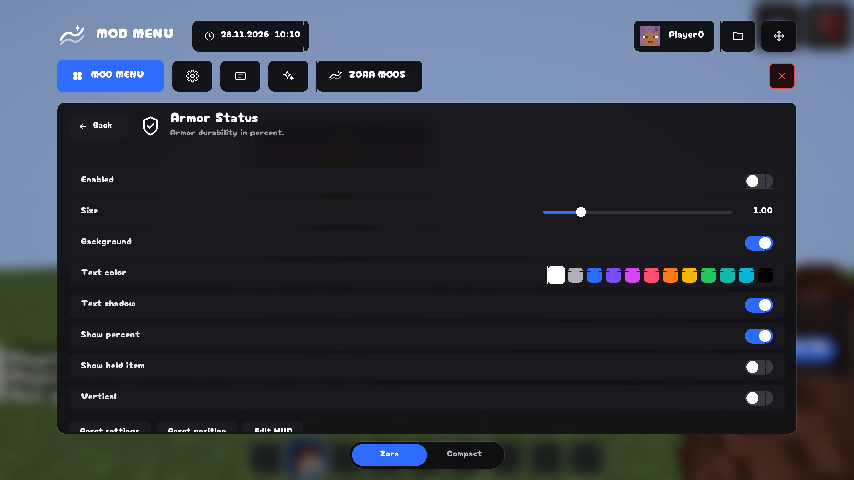 MOD MENU
28.11.2026 10:10
Player0
MOD MENU
ZORA MODS
Back
Armor Status
Armor durability in percent.
Enabled
Size
1.00
Background
Text color
Text shadow
Show percent
Show held item
Vertical
Reset settings
Reset position
Edit HUD
Zora
Compact